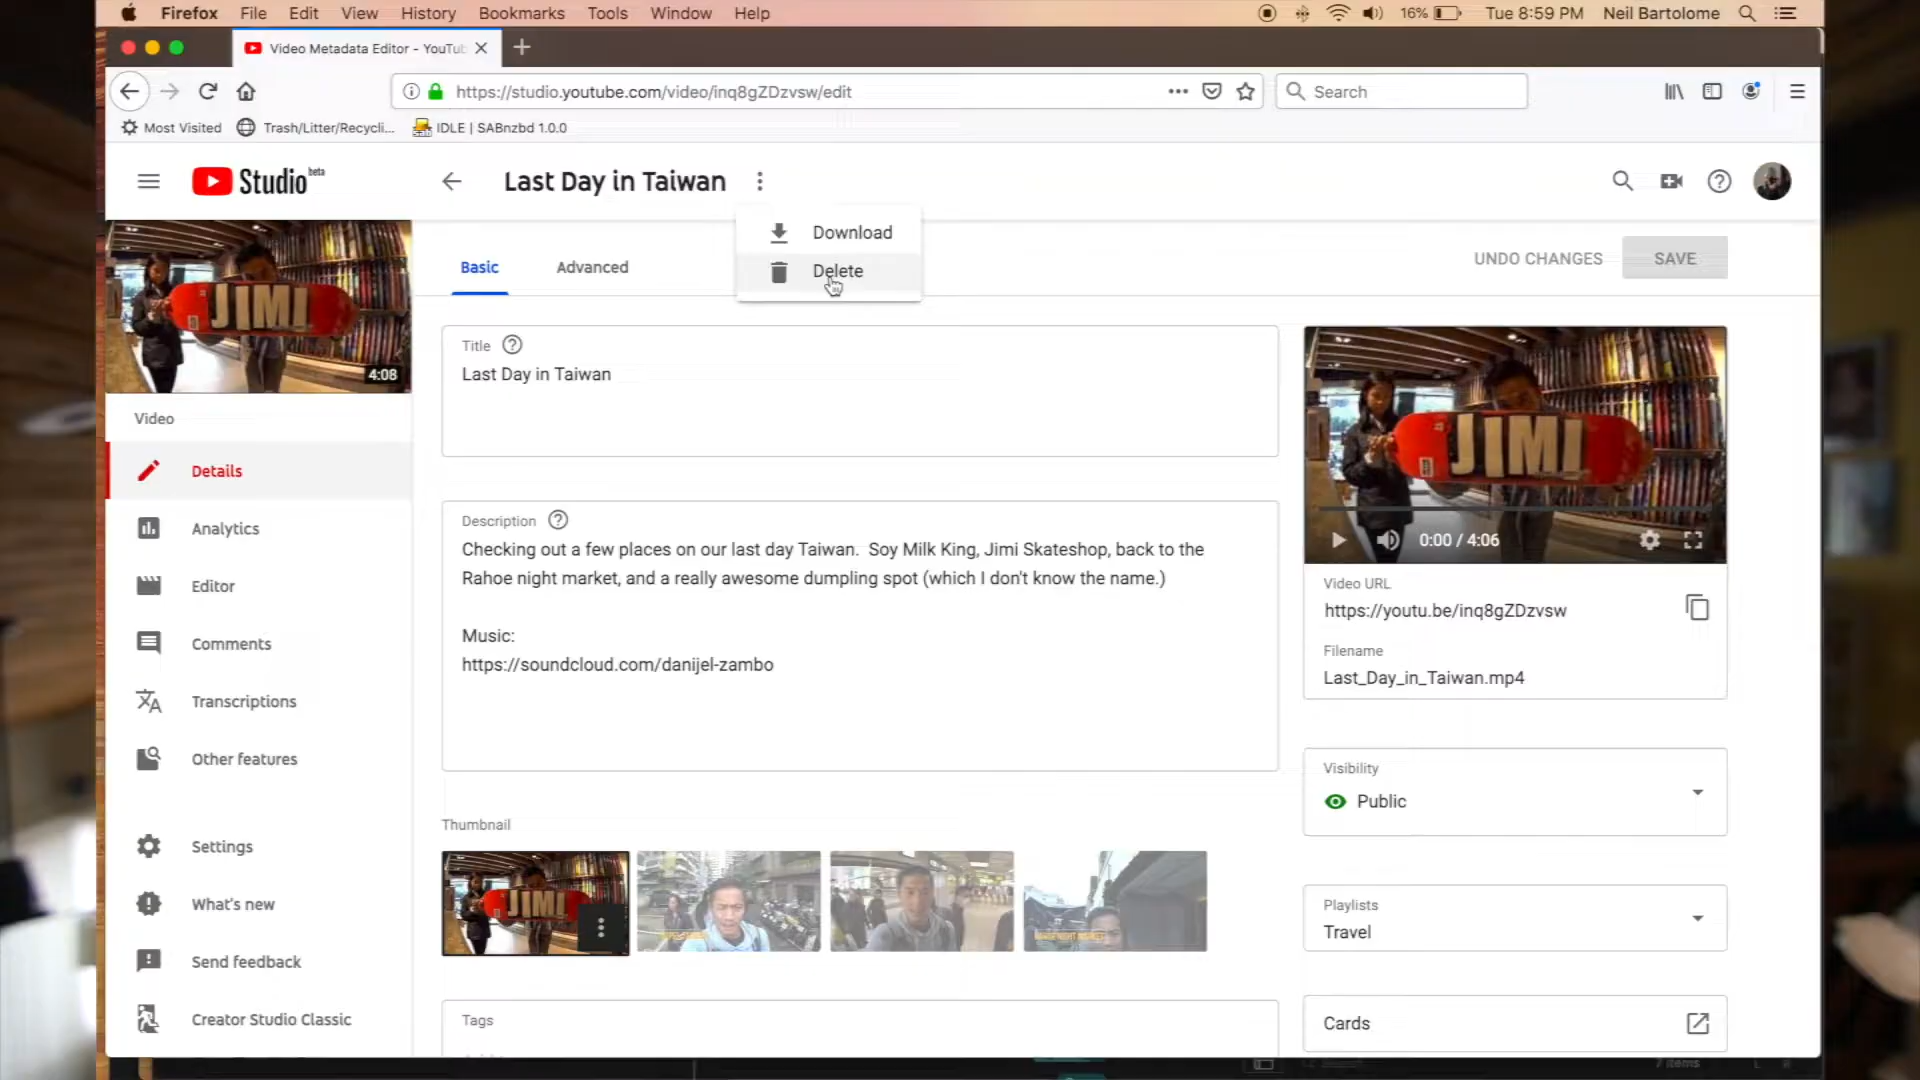 Firefox File Edit View History Bookmarks Tools Window Help 16% Tue 8:59 PM Neil Bartolome
Video Metadata Editor - YouTub
https://studio.youtube.com/video/inq8gZDzvsw/edit
Search
Most Visited Trash/Litter/Recycli... IDLE | SABnzbd 1.0.0
Studio beta
Last Day in Taiwan
Download
Delete
Basic
Advanced
UNDO CHANGES
SAVE
JIMI
4:08
Video
Details
Analytics
Editor
Comments
Transcriptions
Other features
Settings
What's new
Send feedback
Creator Studio Classic
Title
Last Day in Taiwan
Description
Checking out a few places on our last day Taiwan. Soy Milk King, Jimi Skateshop, back to the
Rahoe night market, and a really awesome dumpling spot (which I don't know the name.)
Music:
https://soundcloud.com/danijel-zambo
Thumbnail
JIMI
Tags
JIMI
0:00 / 4:06
Video URL
https://youtu.be/inq8gZDzvsw
Filename
Last_Day_in_Taiwan.mp4
Visibility
Public
Playlists
Travel
Cards
7 items